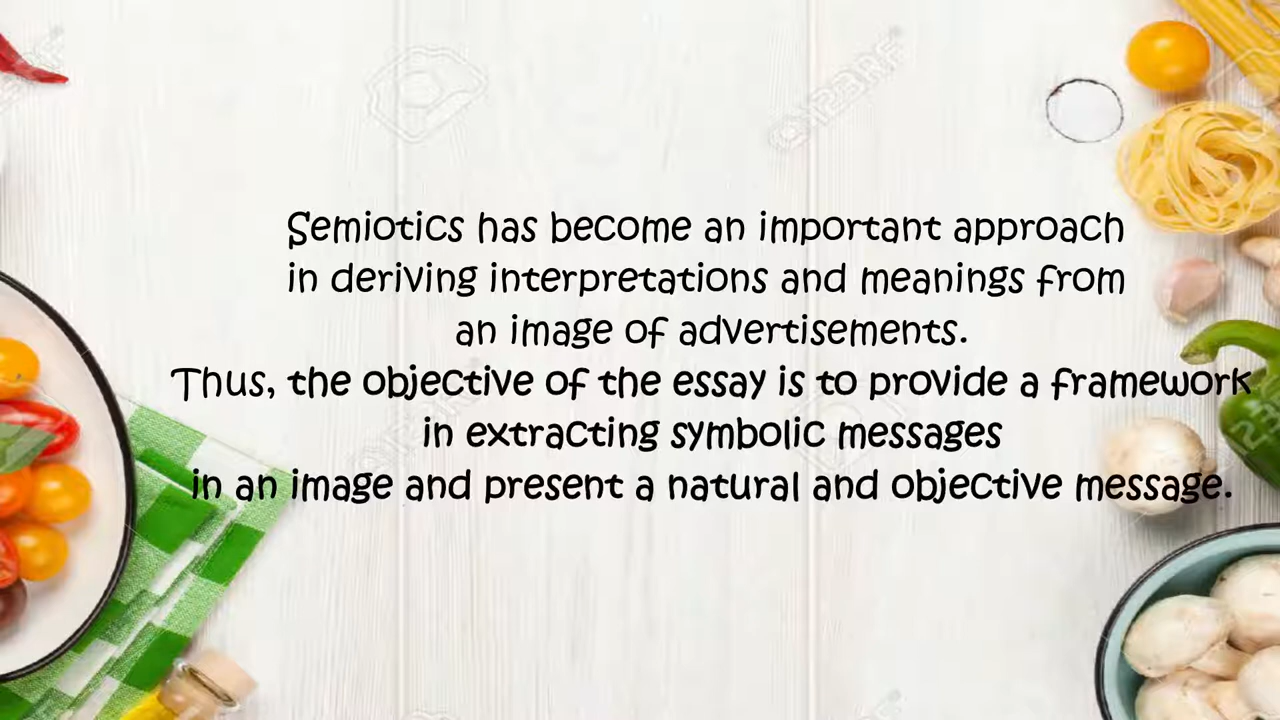 Semiotics has become an important approach
in deriving interpretations and meanings from
an image of advertisements.
Thus, the objective of the essay is to provide a framework
in extracting symbolic messages
in an image and present a natural and objective message.